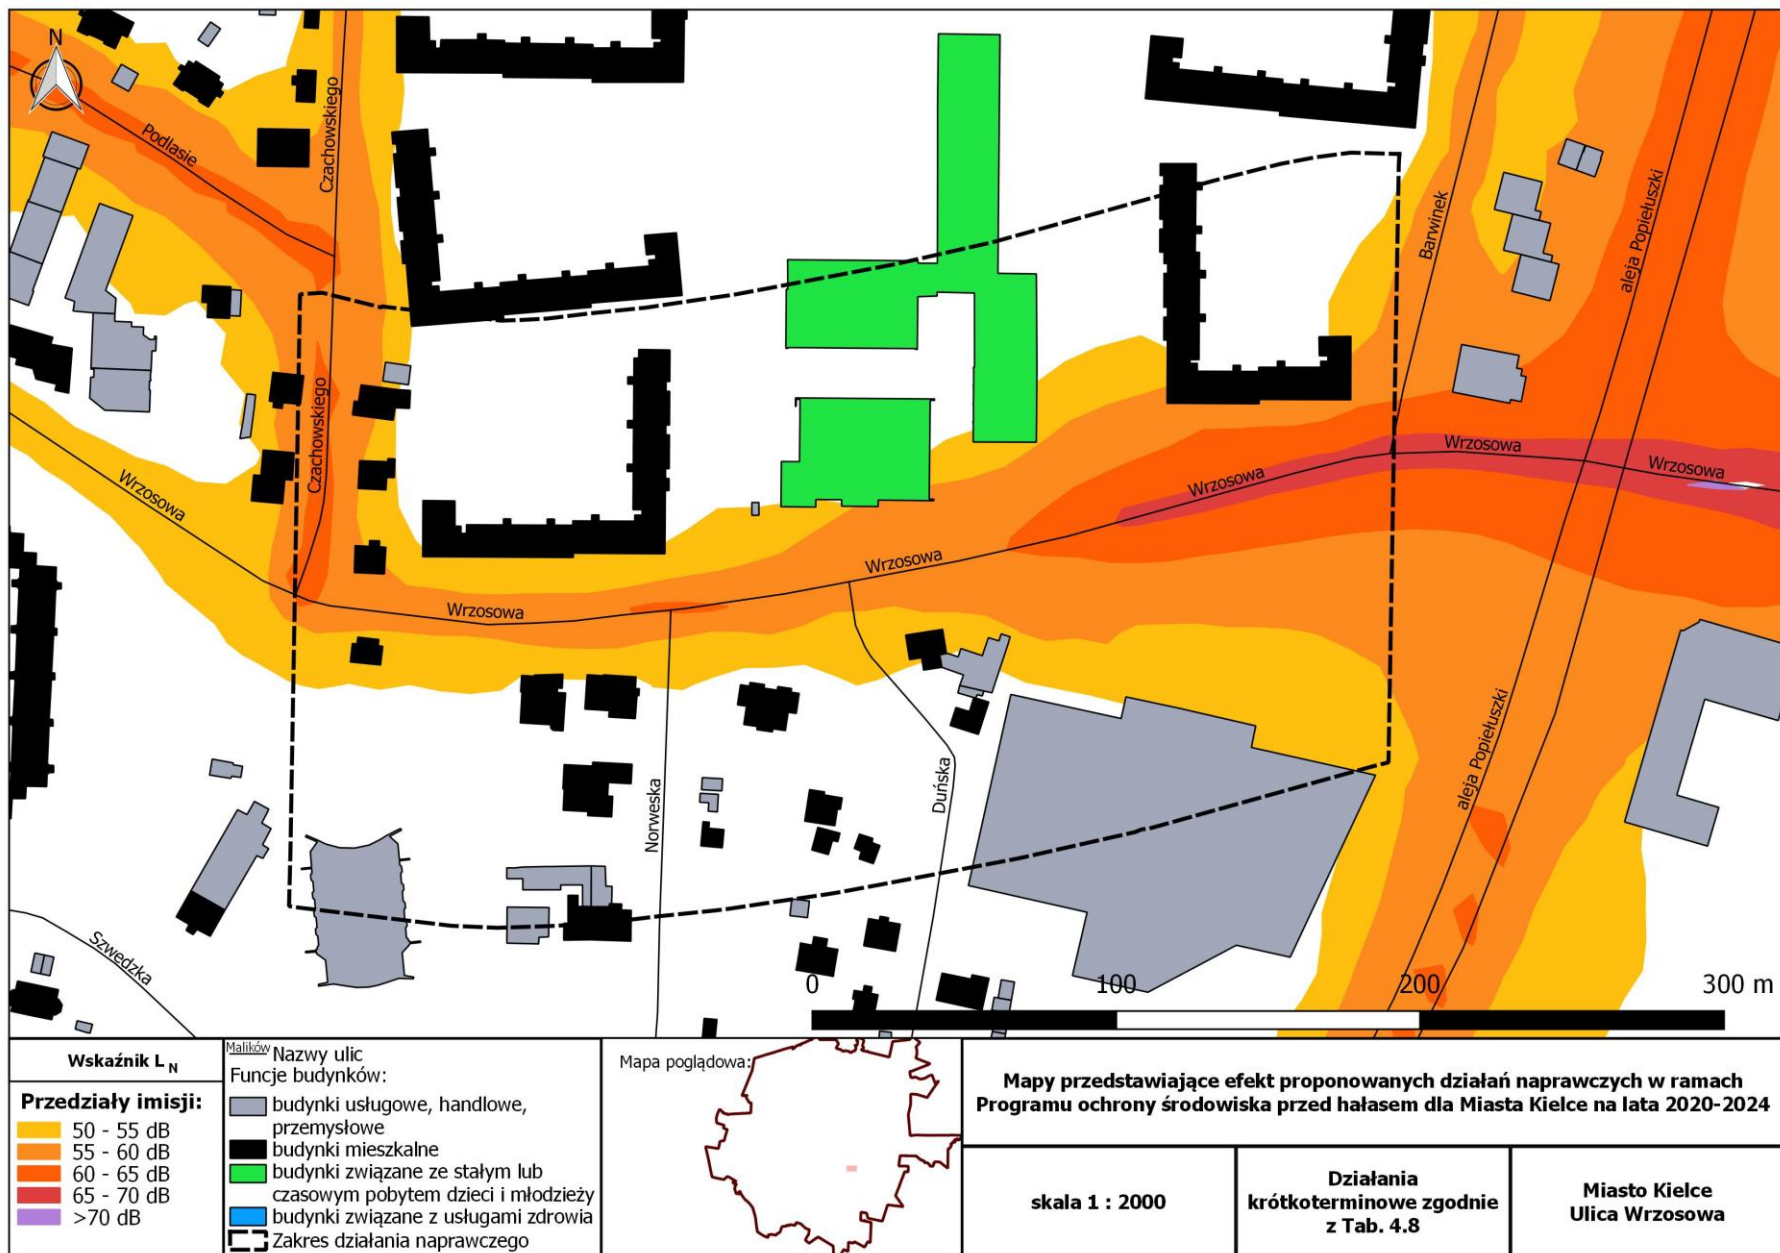 N
Podlasie
Czachowskiego
Czachowskiego
Wrzosowa
Wrzosowa
Wrzosowa
Wrzosowa
Wrzosowa
Wrzosowa
Barwinek
aleja Popiełuszki
aleja Popiełuszki
Norweska
Duńska
Szwedzka
0 100 200 300 m
Wskaźnik L N
Przedziały imisji:
50 - 55 dB
55 - 60 dB
60 - 65 dB
65 - 70 dB
>70 dB
Malików Nazwy ulic
Funcje budynków:
budynki usługowe, handlowe,
przemysłowe
budynki mieszkalne
budynki związane ze stałym lub
czasowym pobytem dzieci i młodzieży
budynki związane z usługami zdrowia
Zakres działania naprawczego
Mapa poglądowa:
Mapy przedstawiające efekt proponowanych działań naprawczych w ramach
Programu ochrony środowiska przed hałasem dla Miasta Kielce na lata 2020-2024
skala 1 : 2000
Działania
krótkoterminowe zgodnie
z Tab. 4.8
Miasto Kielce
Ulica Wrzosowa